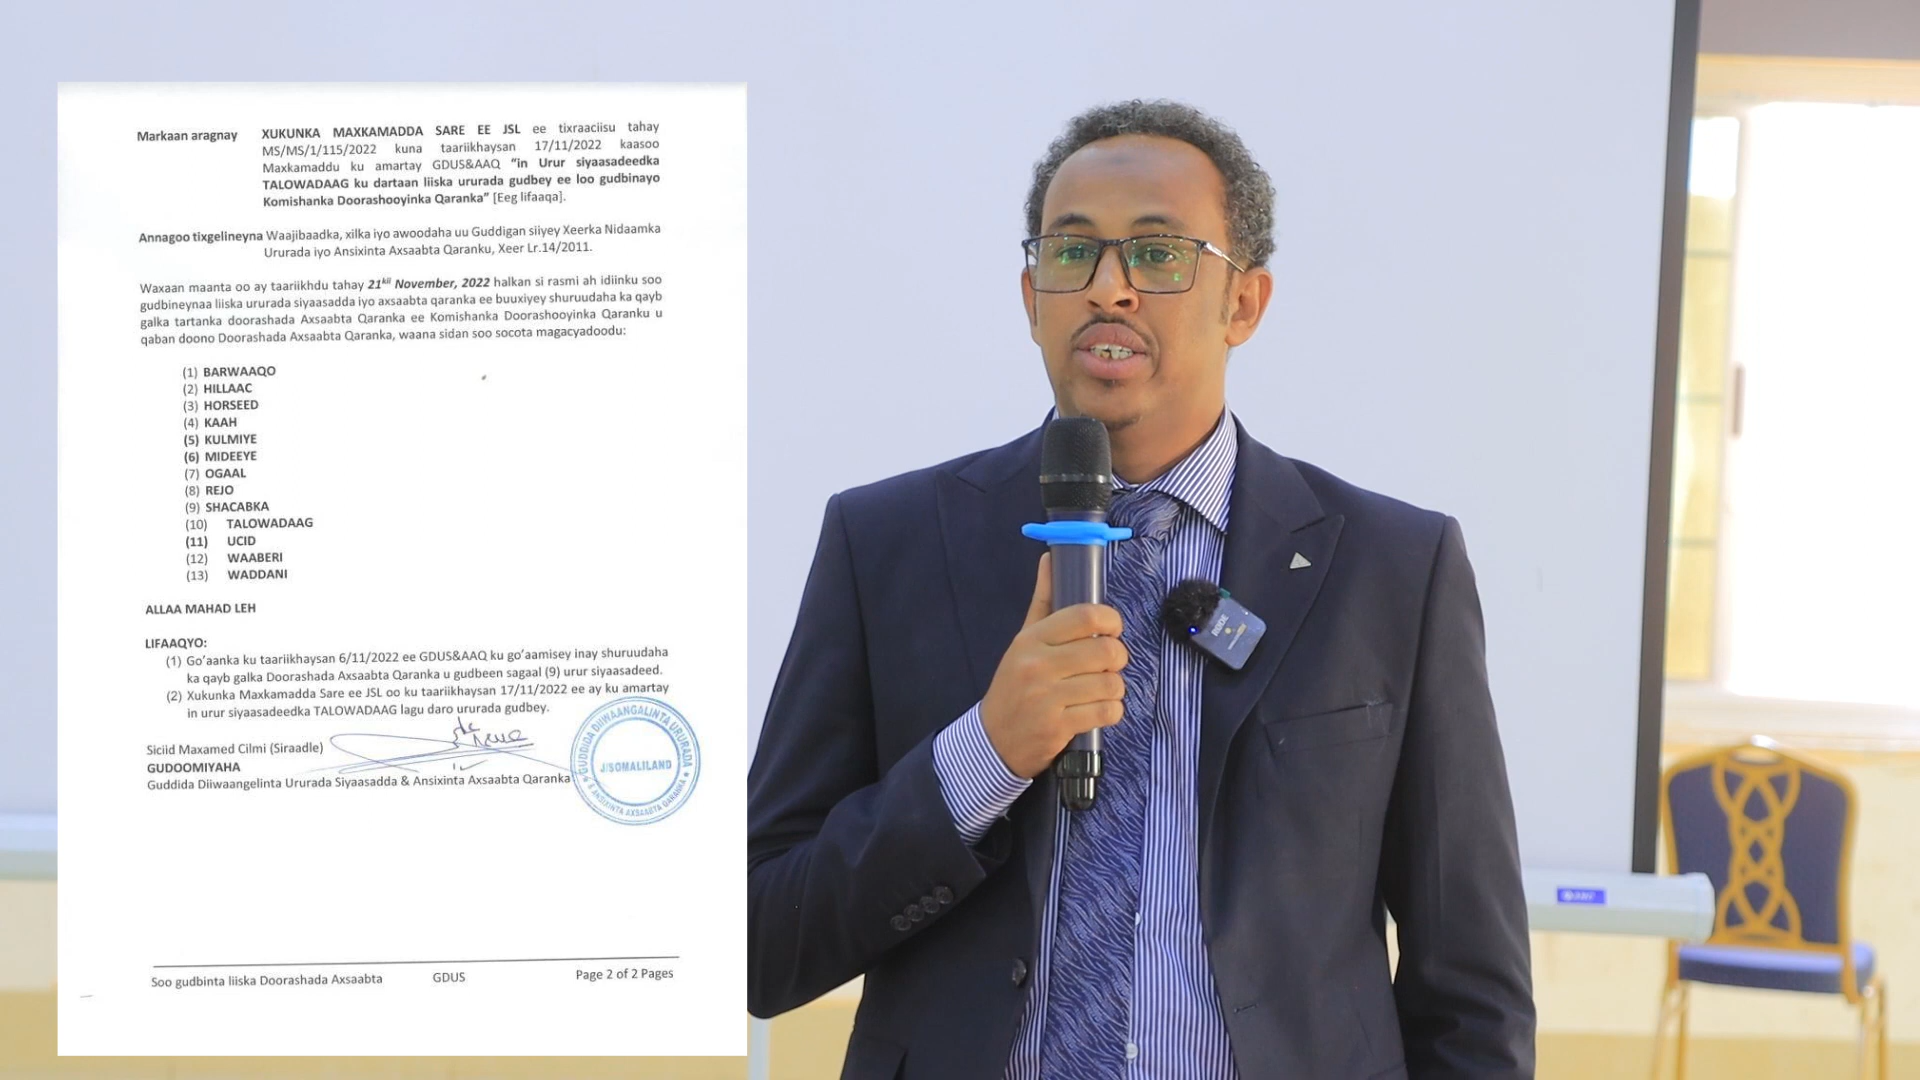 Markaan aragnay XUKUNKA MAXKAMADDA SARE EE JSL ee tixraaciisu tahay
MS/MS/1/115/2022 kuna taariikhaysan 17/11/2022 kaasoo
Maxkamaddu ku amartay GDUS&AAQ "in Urur siyaasadeedka
TALOWADAAG ku dartaan liiska ururada gudbey ee loo gudbinayo
Komishanka Doorashooyinka Qaranka" [Eeg lifaaqa].
Annagoo tixgelineyna Waajibaadka, xilka iyo awoodaha uu Guddigan siiyey Xeerka Nidaamka
Ururada iyo Ansixinta Axsaabta Qaranku, Xeer Lr.14/2011.
Waxaan maanta oo ay taariikhdu tahay 21kii November, 2022 halkan si rasmi ah idiinku soo
gudbineynaa liiska ururada siyaasadda iyo axsaabta qaranka ee buuxiyey shuruudaha ka qayb
galka tartanka doorashada Axsaabta Qaranka ee Komishanka Doorashooyinka Qaranku u
qaban doono Doorashada Axsaabta Qaranka, waana sidan soo socota magacyadoodu:
(1) BARWAAQO
(2) HILLAAC
(3) HORSEED
(4) KAAH
(5) KULMIYE
(6) MIDEEYE
(7) OGAAL
(8) REJO
(9) SHACABKA
(10) TALOWADAAG
(11) UCID
(12) WAABERI
(13) WADDANI
ALLAA MAHAD LEH
LIFAAQYO:
(1) Go'aanka ku taariikhaysan 6/11/2022 ee GDUS&AAQ ku go'aamisey inay shuruudaha
ka qayb galka Doorashada Axsaabta Qaranka u gudbeen sagaal (9) urur siyaasadeed.
(2) Xukunka Maxkamadda Sare ee JSL oo ku taariikhaysan 17/11/2022 ee ay ku amartay
in urur siyaasadeedka TALOWADAAG lagu daro ururada gudbey.
Siciid Maxamed Cilmi (Siraadle)
GUDOOMIYAHA
Guddida Diiwaangelinta Ururada Siyaasadda & Ansixinta Axsaabta Qaranka
GUDDIDA DIIWAANGALINTA URURADA
J/SOMALILAND
& ANSIXINTA AXSAABTA QARANKA
Soo gudbinta liiska Doorashada Axsaabta GDUS Page 2 of 2 Pages
RODE